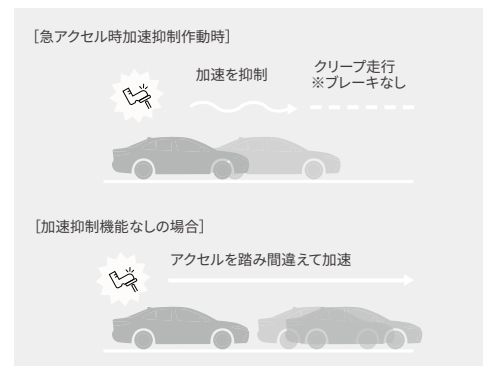 ［急アクセル時加速抑制作動時］
加速を抑制
クリープ走行
※ブレーキなし
［加速抑制機能なしの場合］
アクセルを踏み間違えて加速